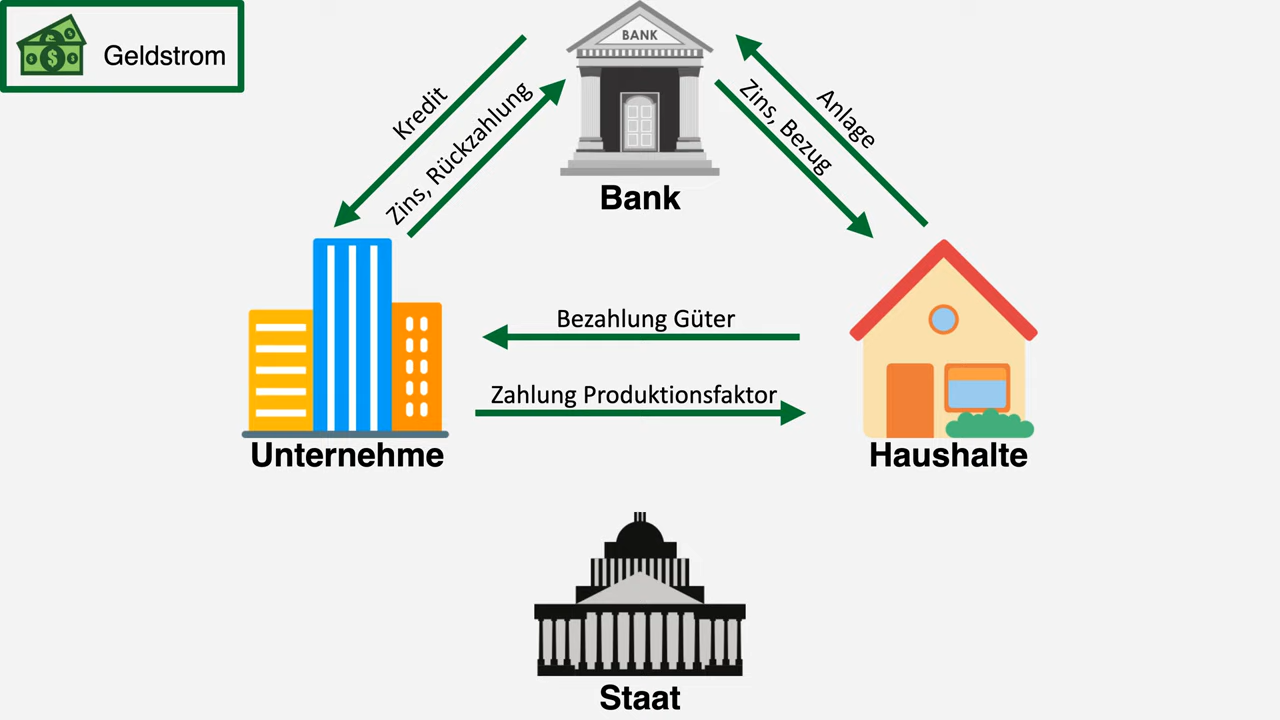 Geldstrom
BANK
Bank
Kredit
Zins, Rückzahlung
Zins, Bezug
Anlage
Bezahlung Güter
Zahlung Produktionsfaktor
Unternehme
Haushalte
Staat